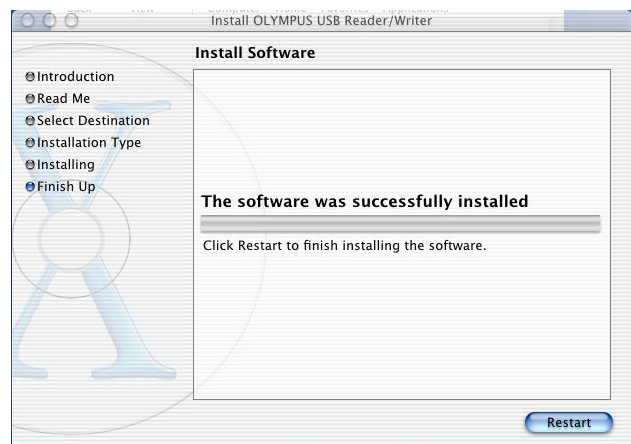 Install OLYMPUS USB Reader/Writer
Install Software
Introduction
Read Me
Select Destination
Installation Type
Installing
Finish Up
The software was successfully installed
Click Restart to finish installing the software.
Restart